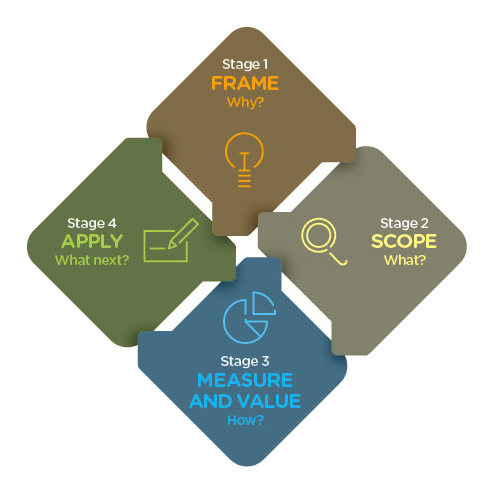 Stage 1
FRAME
Why?
Stage 2
SCOPE
What?
Stage 3
MEASURE
AND VALUE
How?
Stage 4
APPLY
What next?